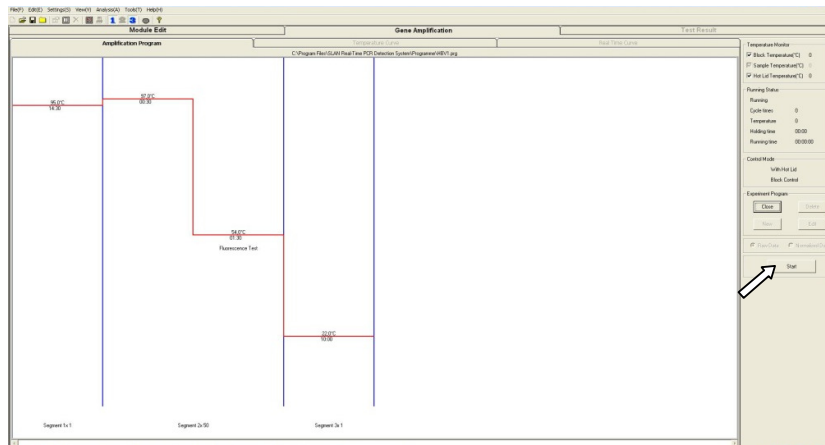 File(F) Edit(E) Settings(S) View(V) Analysis(A) Tools(T) Help(H)
Module Edit
Gene Amplification
Test Result
Amplification Program
Temperature Curve
Real Time Curve
C:\Program Files\SLAN Real-Time PCR Detection System\Programme\HBV1.prg
95.0°C
14:30
97.0°C
00:30
54.0°C
01:30
Fluorescence Test
22.0°C
10:00
Segment 1x 1
Segment 2x 50
Segment 3x 1
Temperature Monitor
Block Temperature(°C) 0
Sample Temperature(°C) 0
Hot Lid Temperature(°C) 0
Running Status
Running
Cycle times 0
Temperature 0
Holding time 00:00
Running time 00:00:00
Control Mode
With Hot Lid
Block Control
Experiment Program
Close
Delete
New
Edit
Raw Data
Start